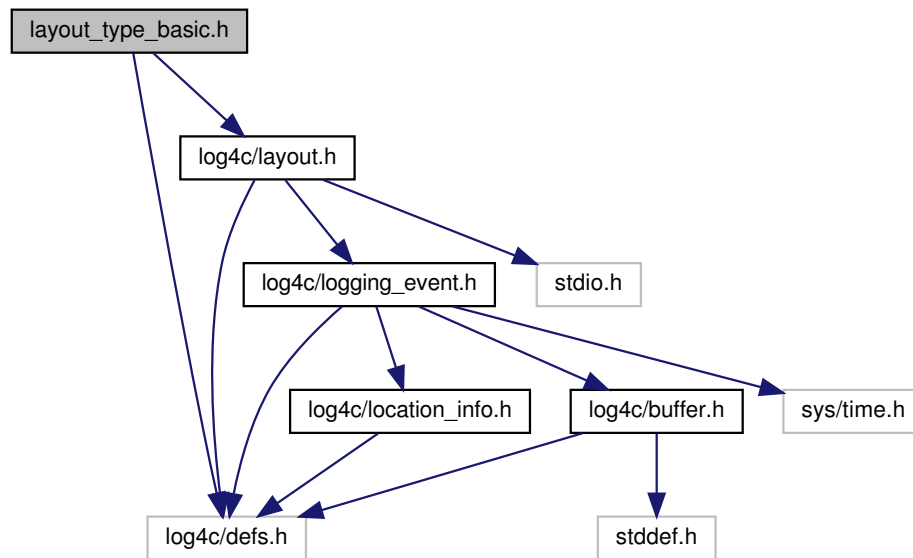 layout_type_basic.h
log4c/layout.h
log4c/logging_event.h
stdio.h
log4c/location_info.h
log4c/buffer.h
sys/time.h
log4c/defs.h
stddef.h